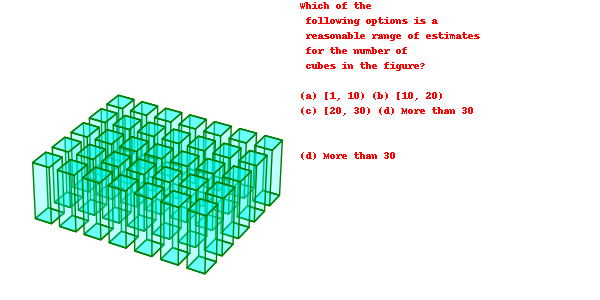 Which of the
following options is a
reasonable range of estimates
for the number of
cubes in the figure?
(a) [1, 10) (b) [10, 20)
(c) [20, 30) (d) More than 30
(d) More than 30